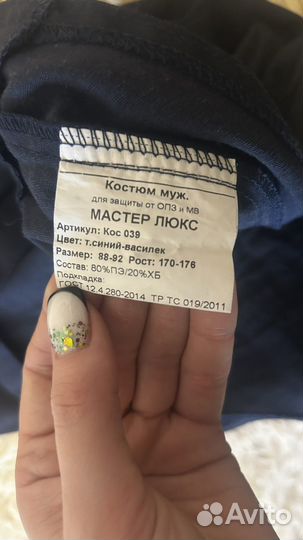 Костюм муж.
для защиты от ОПЗ и МВ
МАСТЕР ЛЮКС
Артикул: Кос 039
Цвет: т.синий-василек
Размер: 88-92 Рост: 170-176
Состав: 80%ПЭ/20%ХБ
Подкладка:
ГОСТ 12.4.280-2014 ТР ТС 019/2011
Avito